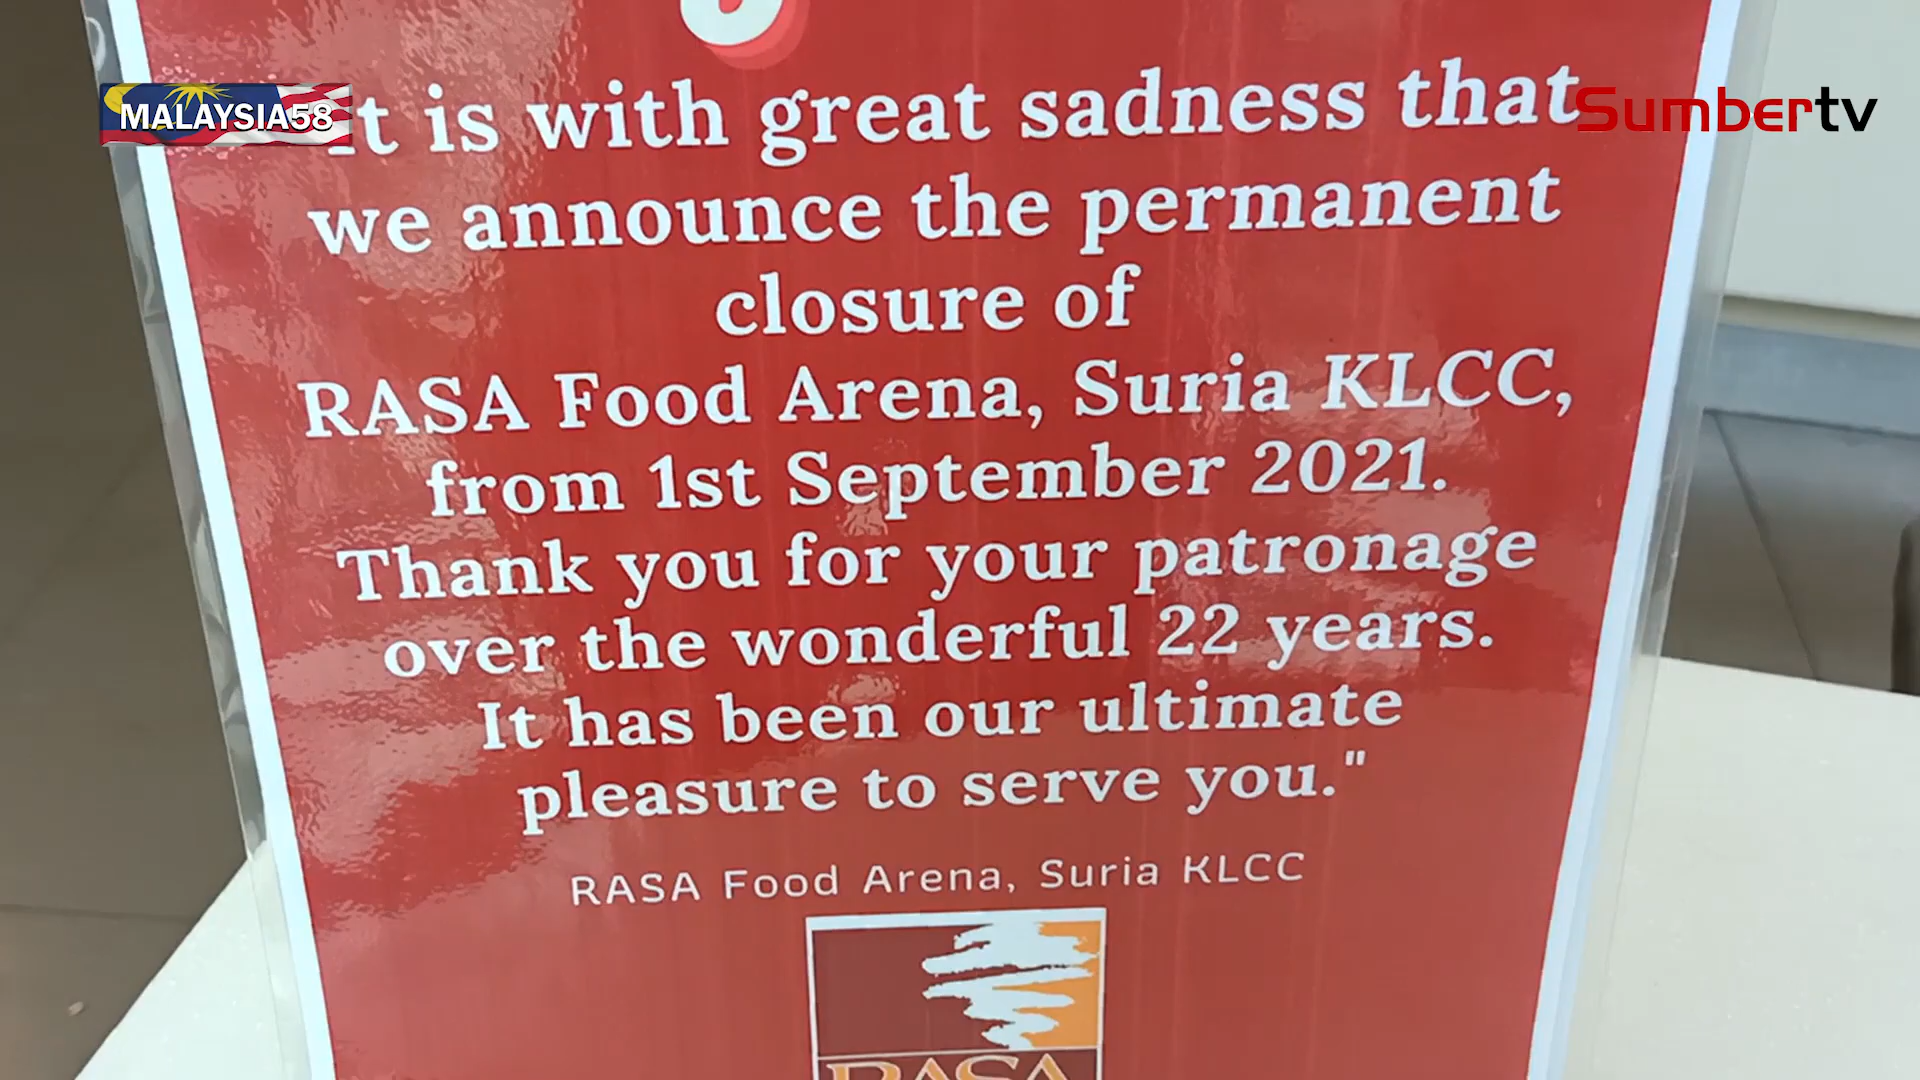 MALAYSIA58
Sumbertv
It is with great sadness that
we announce the permanent
closure of
RASA Food Arena, Suria KLCC,
from 1st September 2021.
Thank you for your patronage
over the wonderful 22 years.
It has been our ultimate
pleasure to serve you."
RASA Food Arena, Suria KLCC
RASA